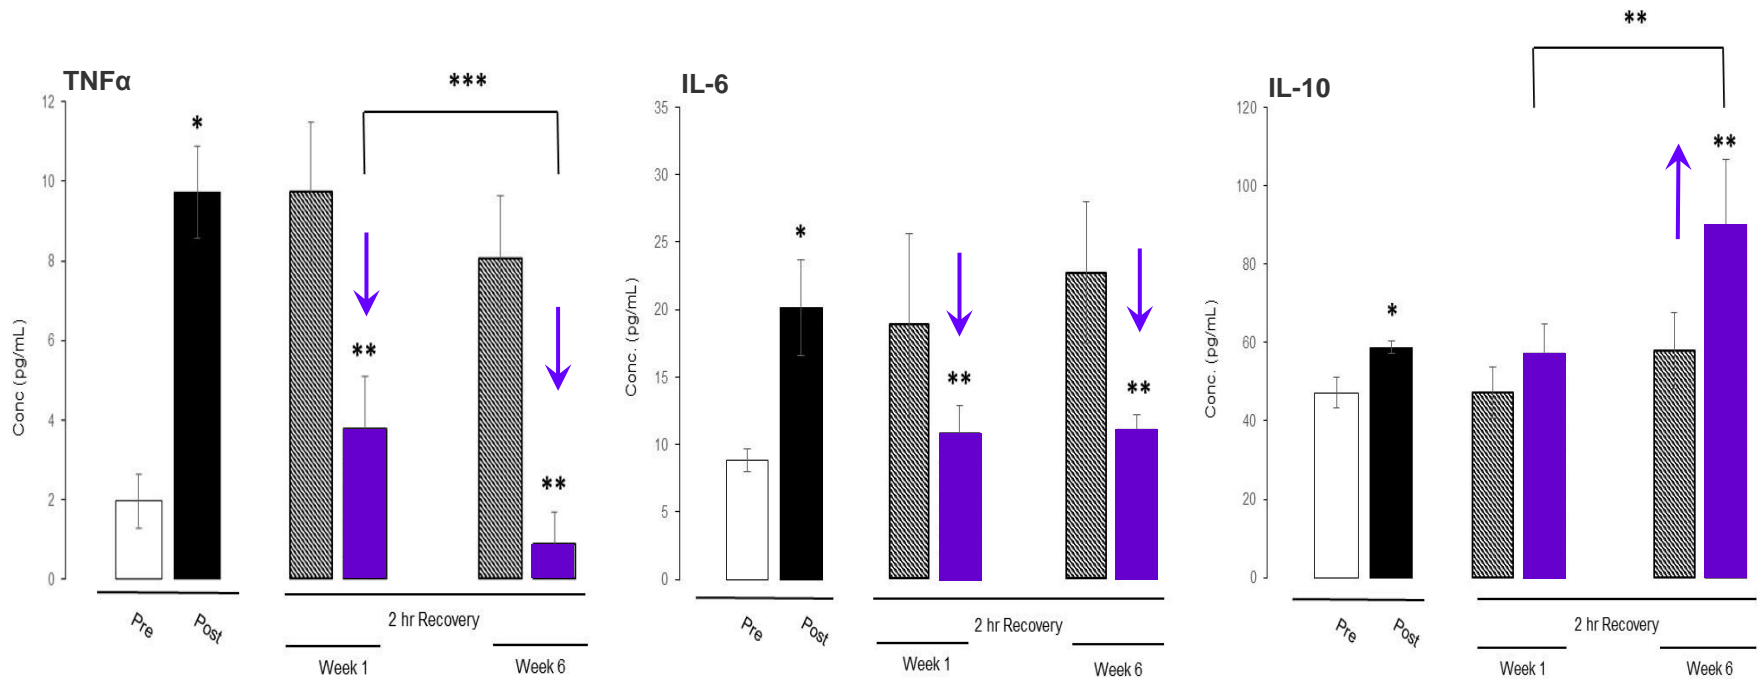 TNFα
Conc (pg/mL)
12
10
8
6
4
2
0
*
**
**
***
Pre
Post
2 hr Recovery
Week 1
Week 6
IL-6
Conc. (pg/mL)
35
30
25
20
15
10
5
0
*
**
**
Pre
Post
2 hr Recovery
Week 1
Week 6
IL-10
Conc. (pg/mL)
120
100
80
60
40
20
0
*
**
**
Pre
Post
2 hr Recovery
Week 1
Week 6